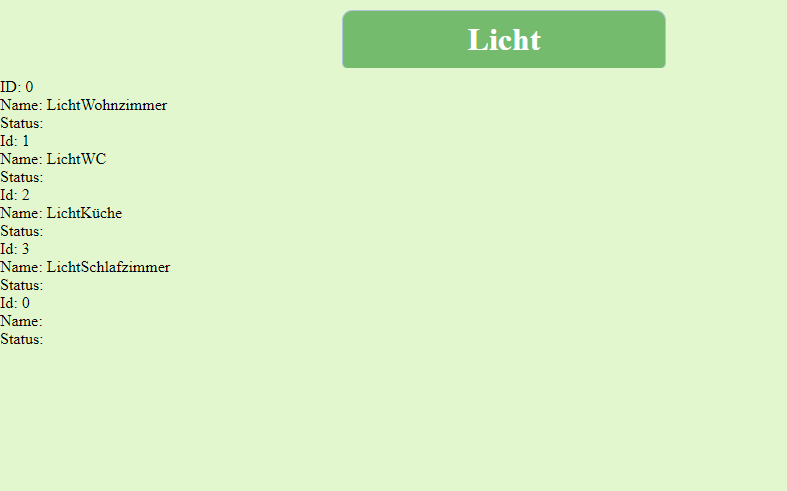 Licht
ID: 0
Name: LichtWohnzimmer
Status:
Id: 1
Name: LichtWC
Status:
Id: 2
Name: LichtKüche
Status:
Id: 3
Name: LichtSchlafzimmer
Status:
Id: 0
Name:
Status: